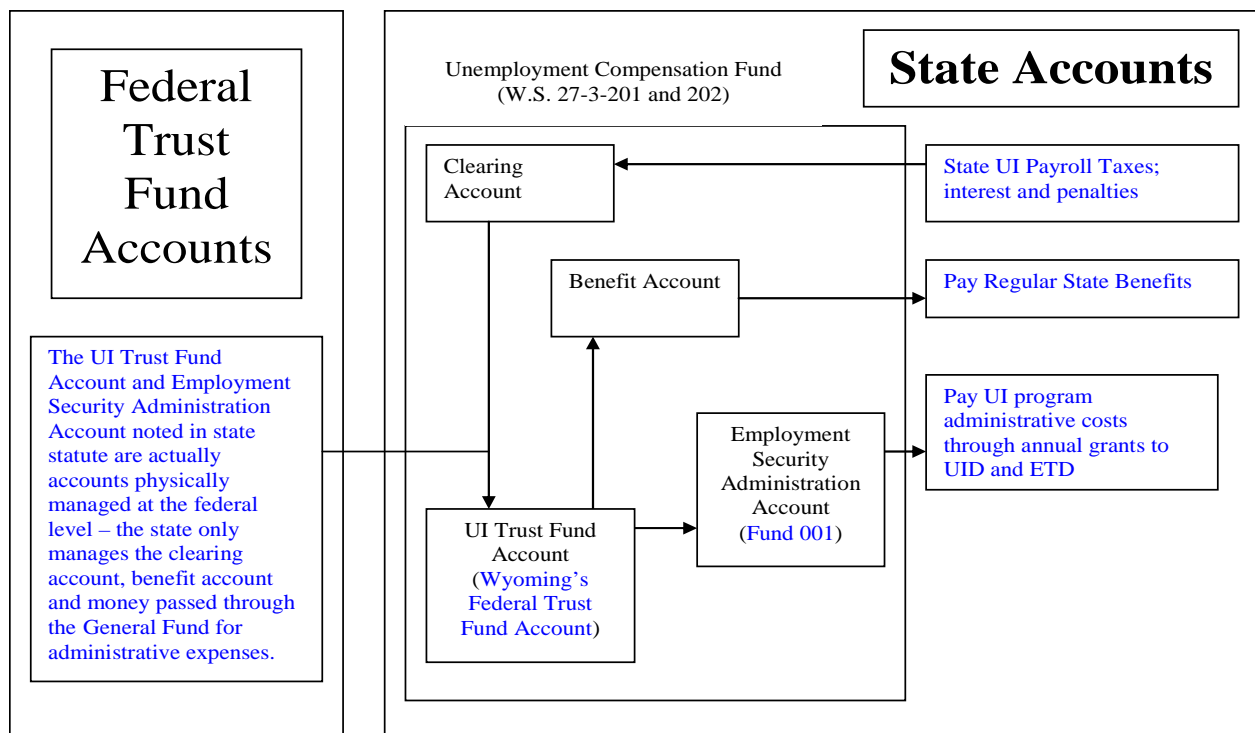 Federal
Trust
Fund
Accounts
The UI Trust Fund
Account and Employment
Security Administration
Account noted in state
statute are actually
accounts physically
managed at the federal
level – the state only
manages the clearing
account, benefit account
and money passed through
the General Fund for
administrative expenses.
State Accounts
Unemployment Compensation Fund
(W.S. 27-3-201 and 202)
Clearing
Account
State UI Payroll Taxes;
interest and penalties
Benefit Account
Pay Regular State Benefits
Employment
Security
Administration
Account
(Fund 001)
Pay UI program
administrative costs
through annual grants to
UID and ETD
UI Trust Fund
Account
(Wyoming’s
Federal Trust
Fund Account)